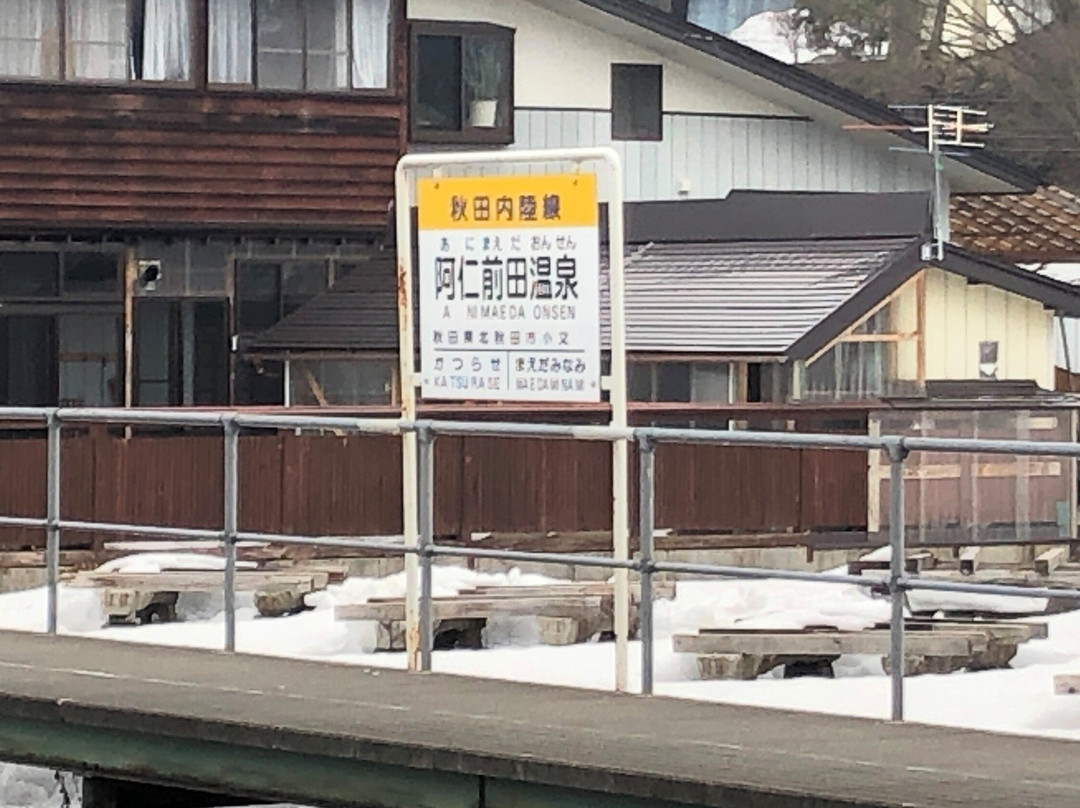 秋田内陸線
あにまえだおんせん
阿仁前田温泉
ANIMAEDA ONSEN
秋田県北秋田市小又
かつらせ まえだみなみ
KATSURASE MAEDAMINAMI